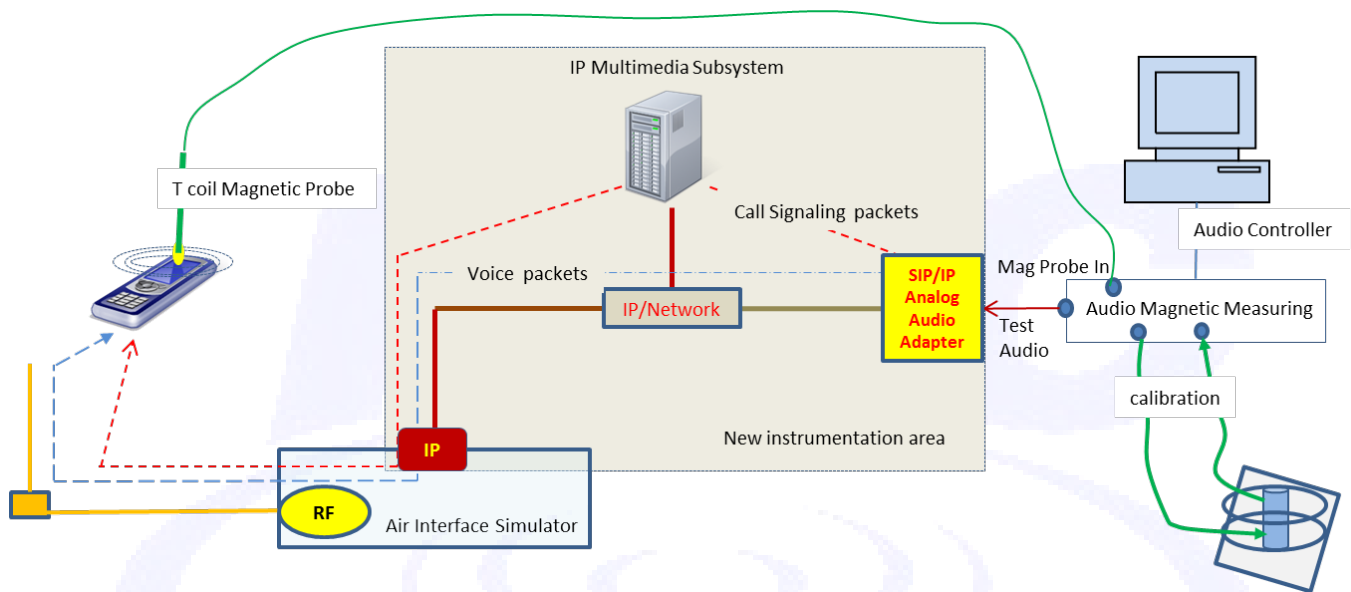 IP Multimedia Subsystem
T coil Magnetic Probe
Call Signaling packets
Audio Controller
Voice packets
SIP/IP
Analog
Audio
Adapter
Mag Probe In
IP/Network
Audio Magnetic Measuring
Test
Audio
calibration
New instrumentation area
IP
RF
Air Interface Simulator